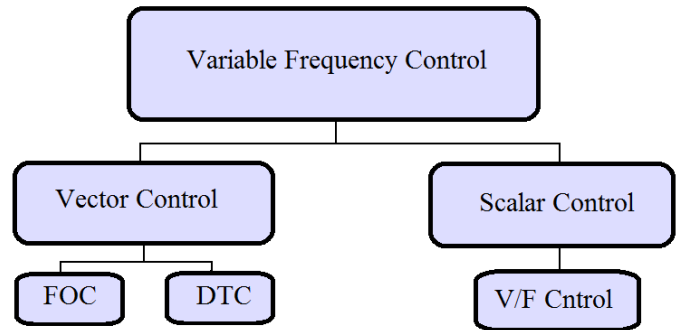 Variable Frequency Control
Vector Control
Scalar Control
FOC
DTC
V/F Cntrol